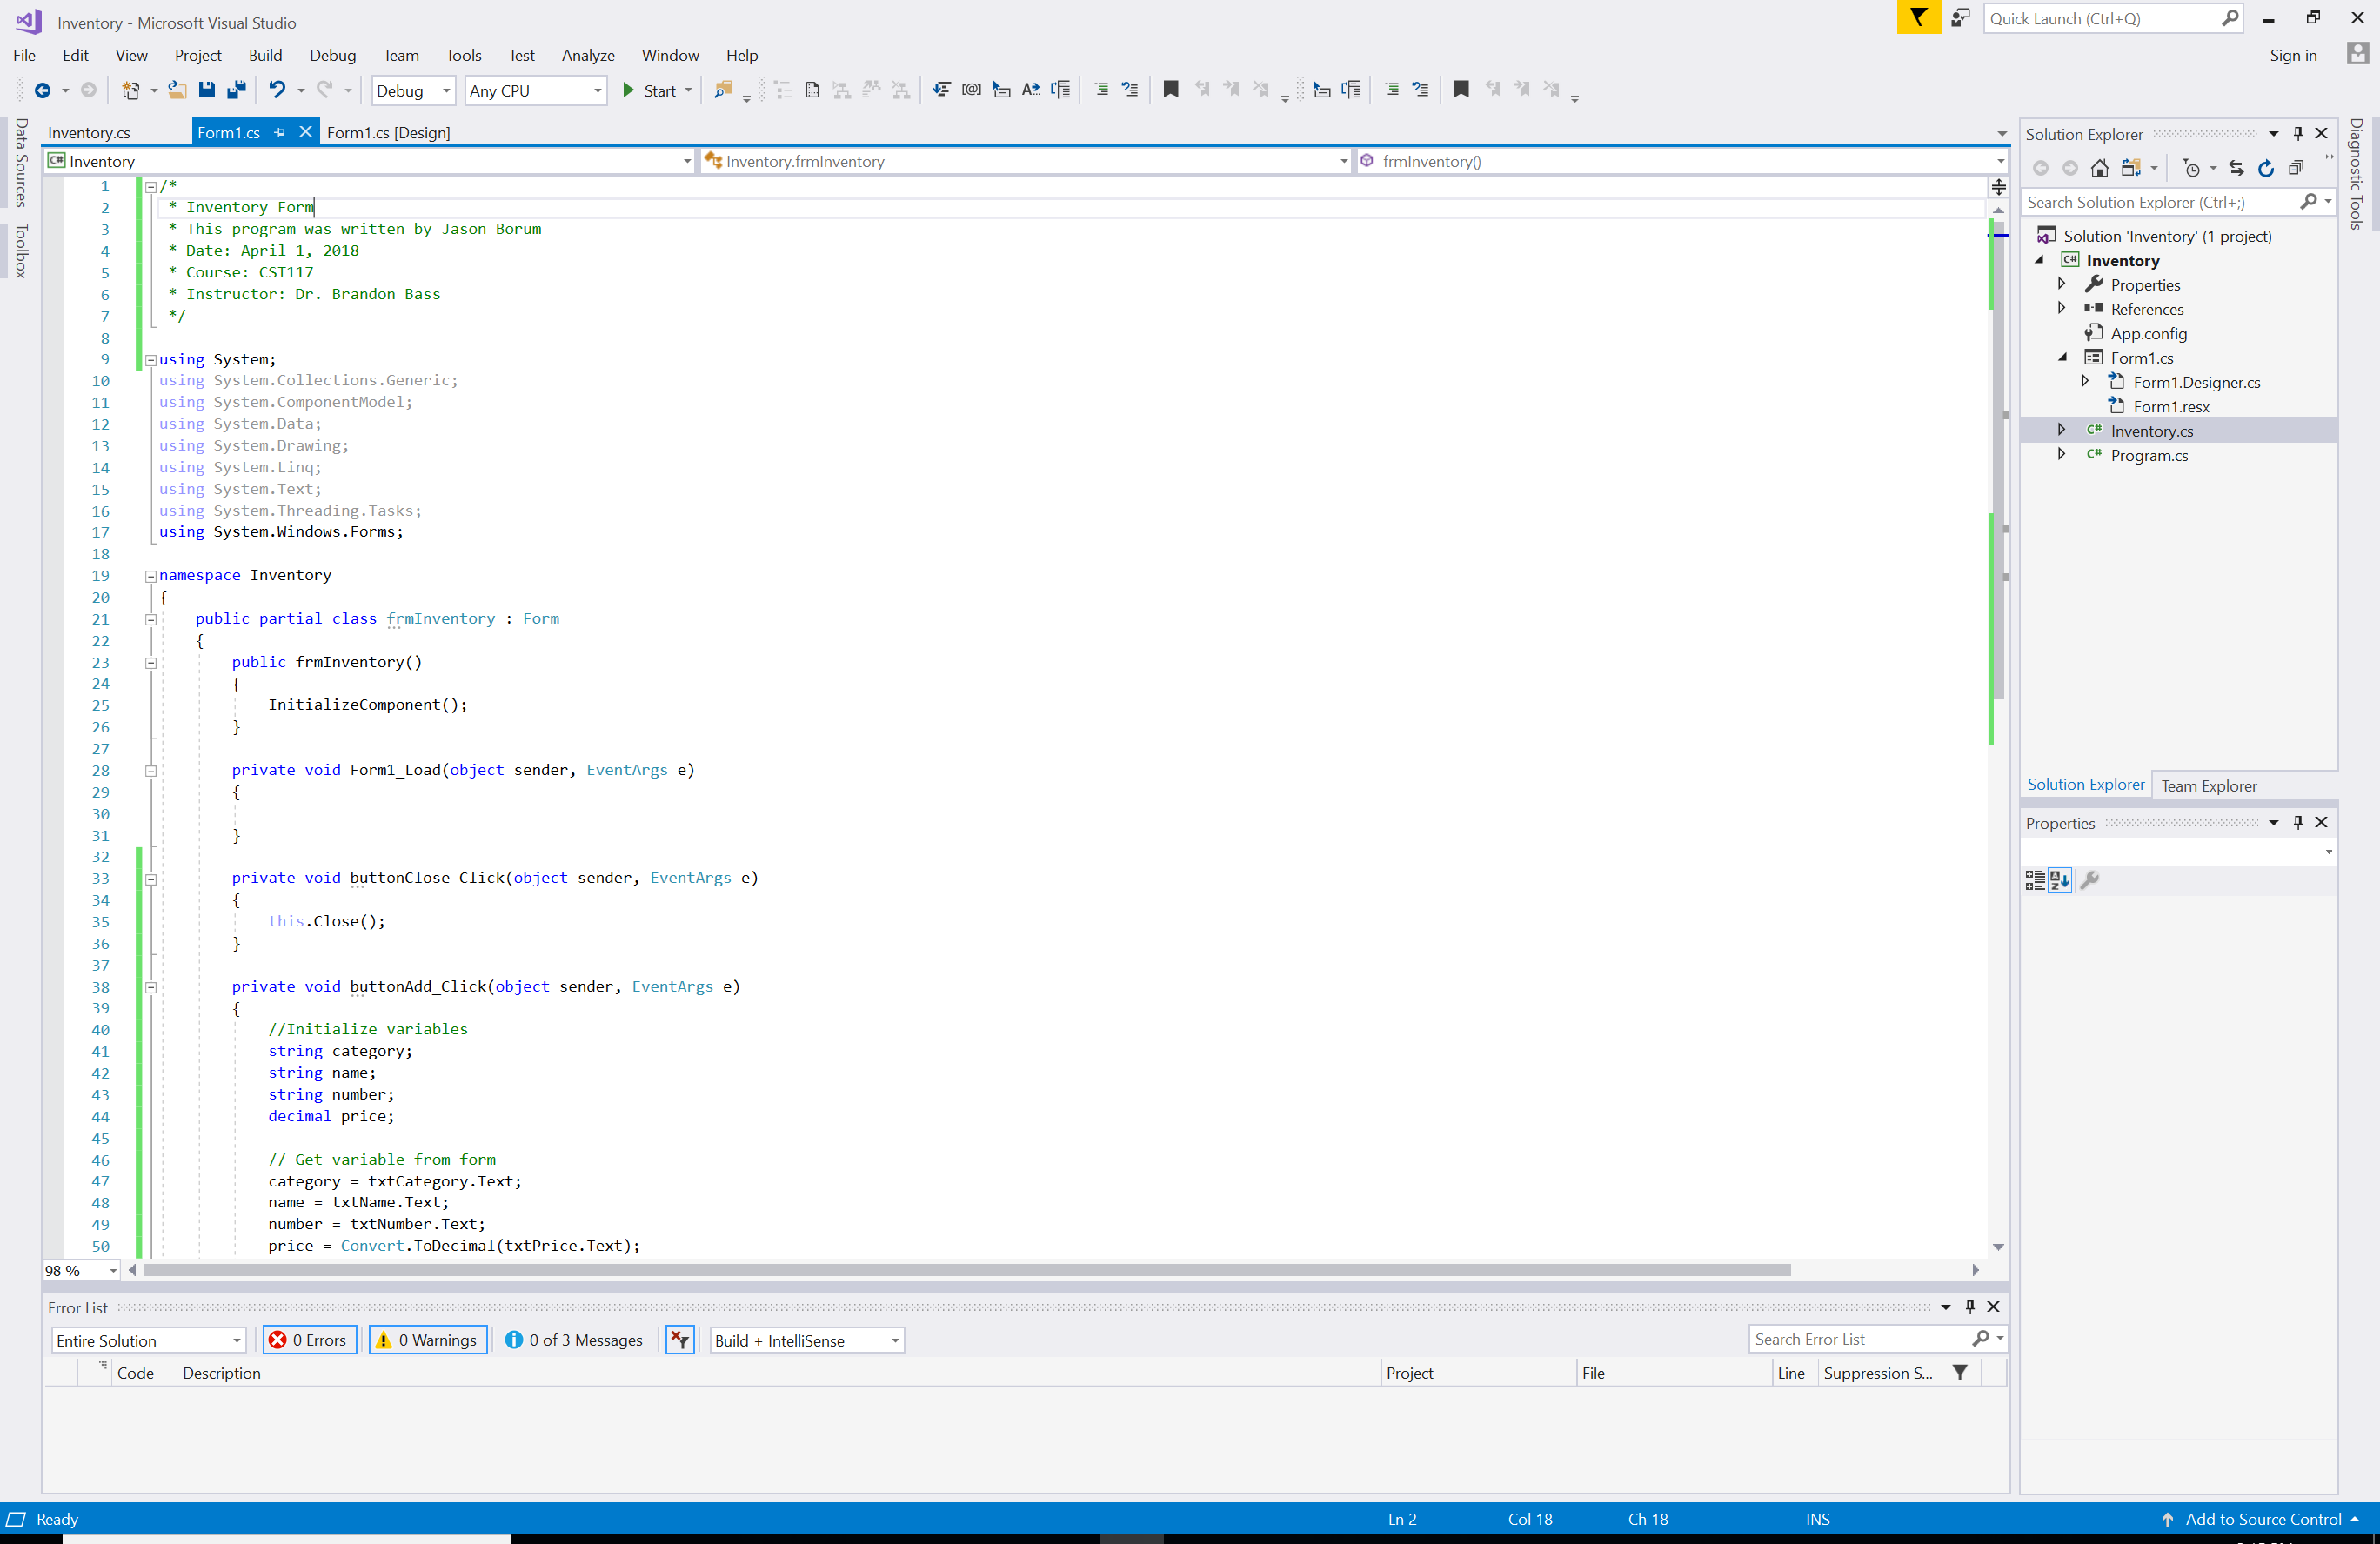 Inventory - Microsoft Visual Studio
Quick Launch (Ctrl+Q)
File Edit View Project Build Debug Team Tools Test Analyze Window Help
Sign in
Debug Any CPU Start
Data Sources
Toolbox
Inventory.cs Form1.cs Form1.cs [Design]
Inventory Inventory.frmInventory frmInventory()
1 /*
2 * Inventory Form
3 * This program was written by Jason Borum
4 * Date: April 1, 2018
5 * Course: CST117
6 * Instructor: Dr. Brandon Bass
7 */
8
9 using System;
10 using System.Collections.Generic;
11 using System.ComponentModel;
12 using System.Data;
13 using System.Drawing;
14 using System.Linq;
15 using System.Text;
16 using System.Threading.Tasks;
17 using System.Windows.Forms;
18
19 namespace Inventory
20 {
21 public partial class frmInventory : Form
22 {
23 public frmInventory()
24 {
25 InitializeComponent();
26 }
27
28 private void Form1_Load(object sender, EventArgs e)
29 {
30
31 }
32
33 private void buttonClose_Click(object sender, EventArgs e)
34 {
35 this.Close();
36 }
37
38 private void buttonAdd_Click(object sender, EventArgs e)
39 {
40 //Initialize variables
41 string category;
42 string name;
43 string number;
44 decimal price;
45
46 // Get variable from form
47 category = txtCategory.Text;
48 name = txtName.Text;
49 number = txtNumber.Text;
50 price = Convert.ToDecimal(txtPrice.Text);
98 %
Error List
Entire Solution 0 Errors 0 Warnings 0 of 3 Messages Build + IntelliSense Search Error List
Code Description Project File Line Suppression S...
Solution Explorer
Search Solution Explorer (Ctrl+;)
Solution 'Inventory' (1 project)
C# Inventory
Properties
References
App.config
Form1.cs
Form1.Designer.cs
Form1.resx
C# Inventory.cs
C# Program.cs
Solution Explorer Team Explorer
Properties
Diagnostic Tools
Ready Ln 2 Col 18 Ch 18 INS Add to Source Control